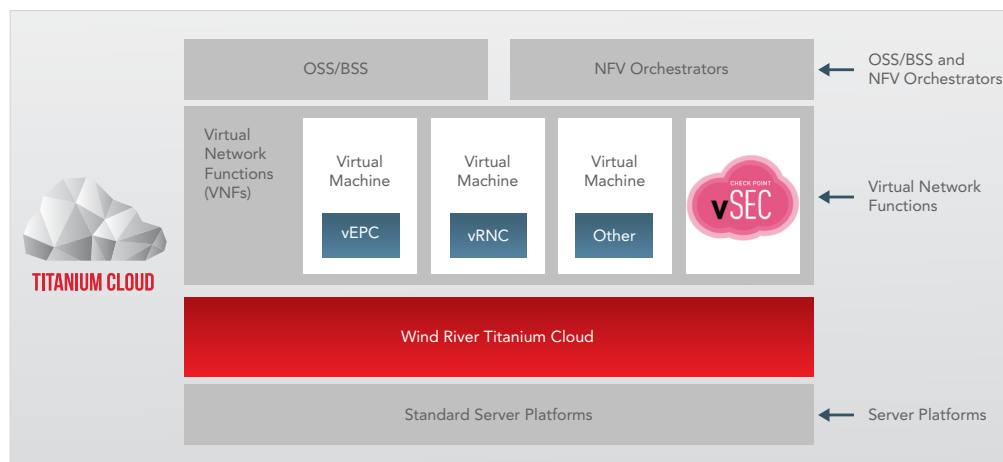 OSS/BSS
NFV Orchestrators
OSS/BSS and
NFV Orchestrators
Virtual
Network
Functions
(VNFs)
Virtual
Machine
vEPC
Virtual
Machine
vRNC
Virtual
Machine
Other
CHECK POINT
vSEC
Virtual Network
Functions
TITANIUM CLOUD
Wind River Titanium Cloud
Standard Server Platforms
Server Platforms